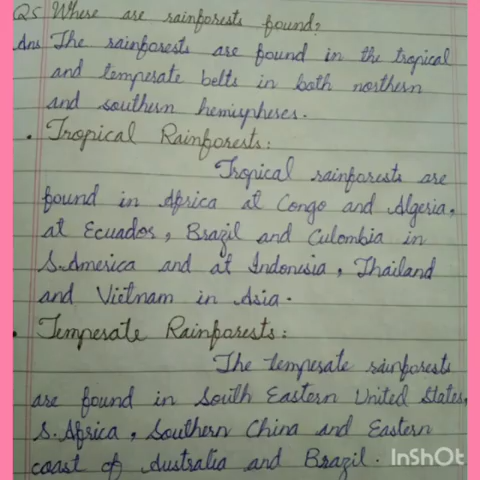 Q5 Where are rainforests found?
Ans The rainforests are found in the tropical
and temperate belts in both northern
and southern hemispheres.
• Tropical Rainforests:
Tropical rainforests are
found in Africa at Congo and Algeria,
at Ecuados, Brazil and Culombia in
S.America and at Indonesia, Thailand
and Vietnam in Asia.
• Temperate Rainforests:
The temperate rainforests
are found in South Eastern United States,
S. Africa, Southern China and Eastern
coast of Australia and Brazil.
InShOt